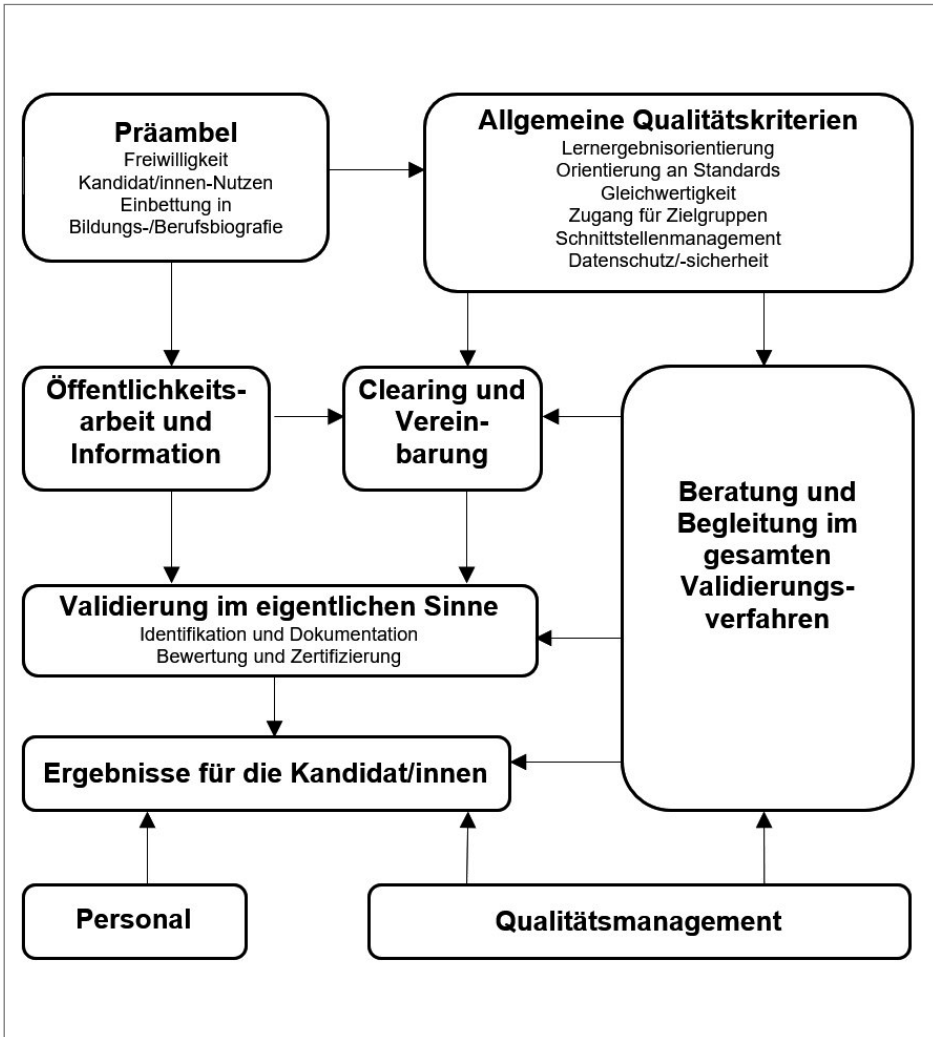 Präambel
Freiwilligkeit
Kandidat/innen-Nutzen
Einbettung in
Bildungs-/Berufsbiografie
Allgemeine Qualitätskriterien
Lernergebnisorientierung
Orientierung an Standards
Gleichwertigkeit
Zugang für Zielgruppen
Schnittstellenmanagement
Datenschutz/-sicherheit
Öffentlichkeits-
arbeit und
Information
Clearing und
Verein-
barung
Beratung und
Begleitung im
gesamten
Validierungs-
verfahren
Validierung im eigentlichen Sinne
Identifikation und Dokumentation
Bewertung und Zertifizierung
Ergebnisse für die Kandidat/innen
Personal
Qualitätsmanagement